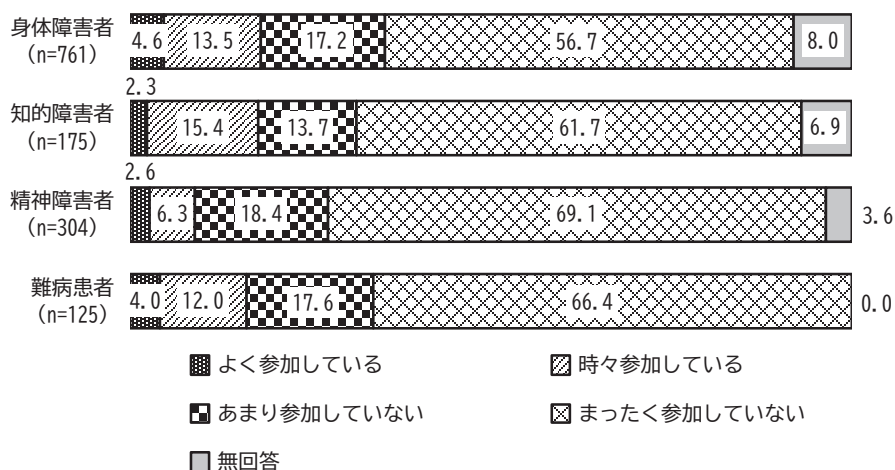 身体障害者
(n=761)
4.6 13.5 17.2 56.7 8.0
2.3
知的障害者
(n=175)
15.4 13.7 61.7 6.9
2.6
精神障害者
(n=304)
6.3 18.4 69.1 3.6
難病患者
(n=125)
4.0 12.0 17.6 66.4 0.0
よく参加している 時々参加している
あまり参加していない まったく参加していない
無回答